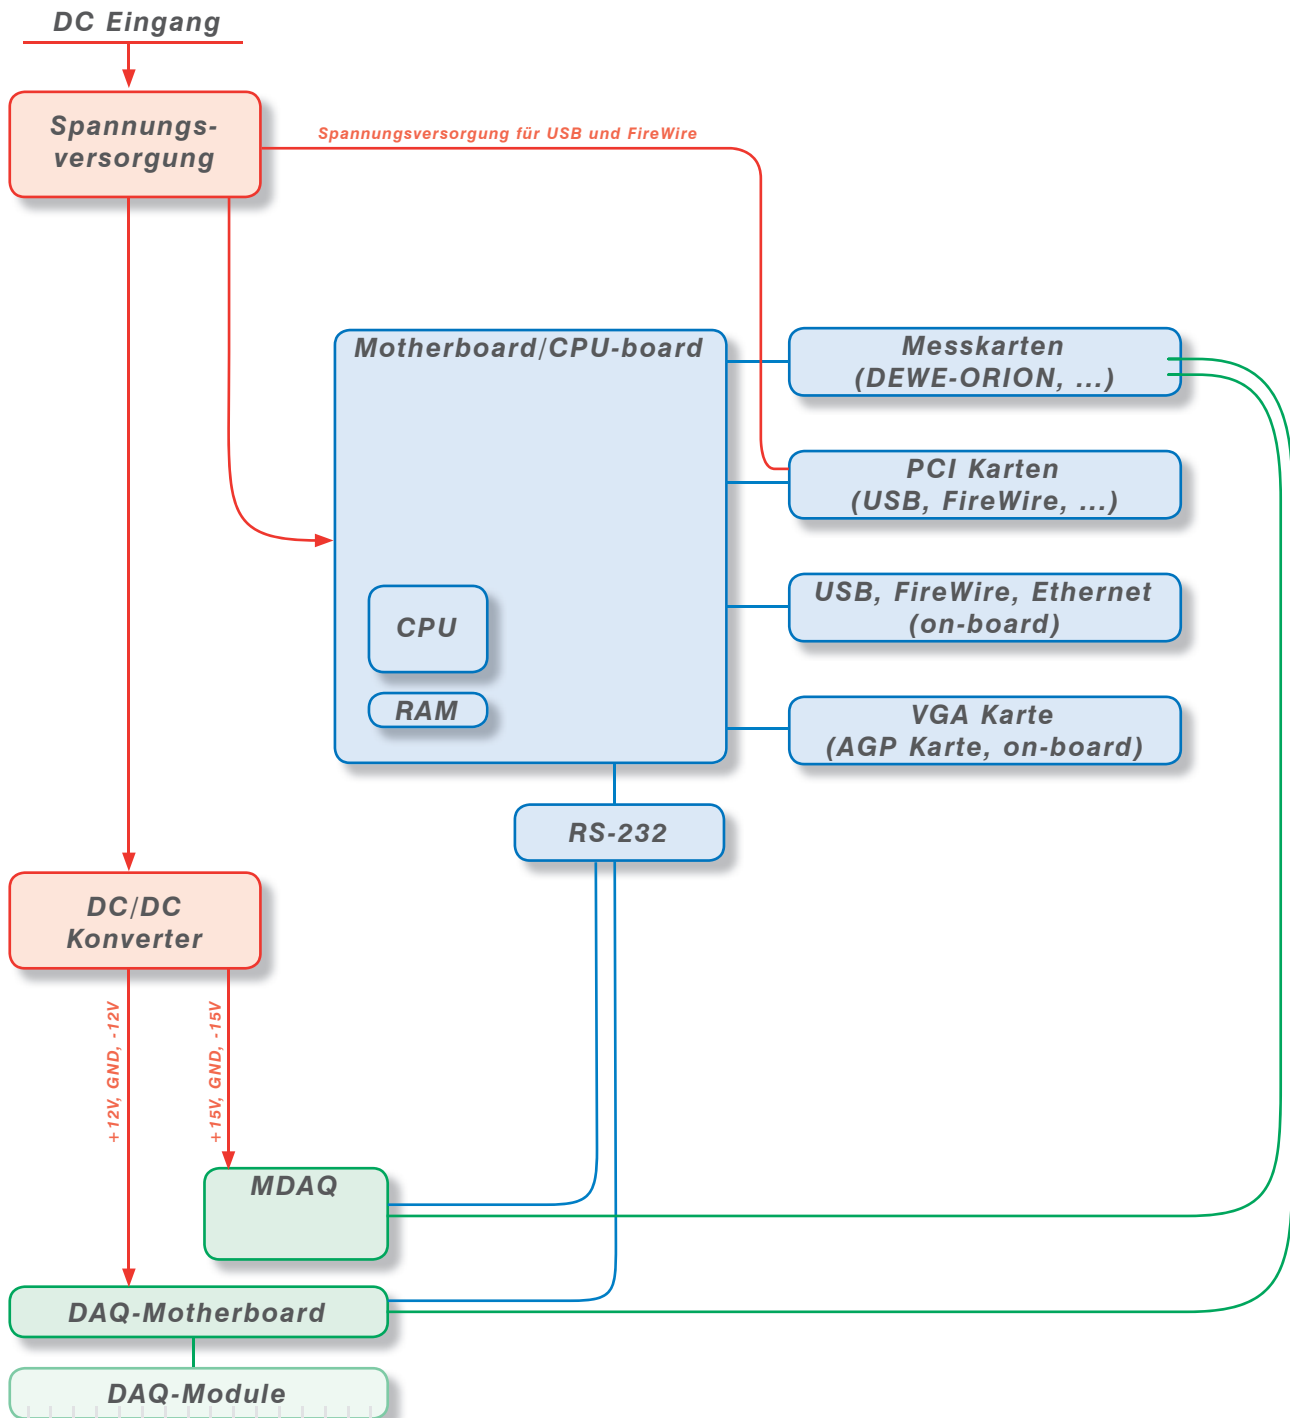 DC Eingang
Spannungs-
versorgung
Spannungsversorgung für USB und FireWire
Motherboard/CPU-board
Messkarten
(DEWE-ORION, ...)
PCI Karten
(USB, FireWire, ...)
CPU
USB, FireWire, Ethernet
(on-board)
RAM
VGA Karte
(AGP Karte, on-board)
RS-232
DC/DC
Konverter
+12V, GND, -12V
+15V, GND, -15V
MDAQ
DAQ-Motherboard
DAQ-Module